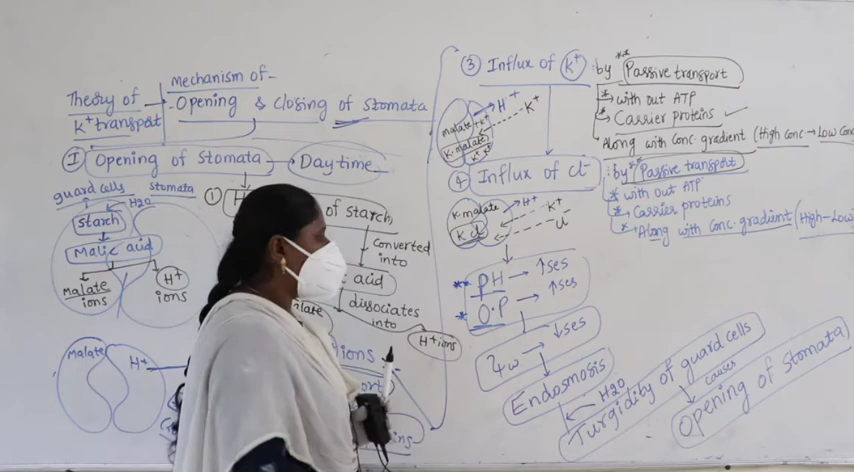 Theory of
K+ transport
mechanism of-
Opening & closing of stomata
I Opening of stomata
Day time
guard cells
stomata
H2O
starch
Malic acid
Malate
ions
H+
ions
① H
of starch,
converted
into
acid
dissociates
into
H+ ions
ions
Malate
H+
③ Influx of K+ : by ** Passive transport
* with out ATP
* Carrier proteins ✓
Along with Conc. gradient (High Conc → Low Conc
malate
H+
K+
K-malate
K+ K+
④ Influx of cl- : by ** Passive transport
* with out ATP
* Carrier proteins
* Along with Conc. gradient (High-Low
K-malate
H+
K+
K cl
cl
** PH → ↑ses
* O.P → ↑ses
Ψw → ↓ses
Endosmosis
H2O
Turgidity of guard cells
causes
Opening of stomata